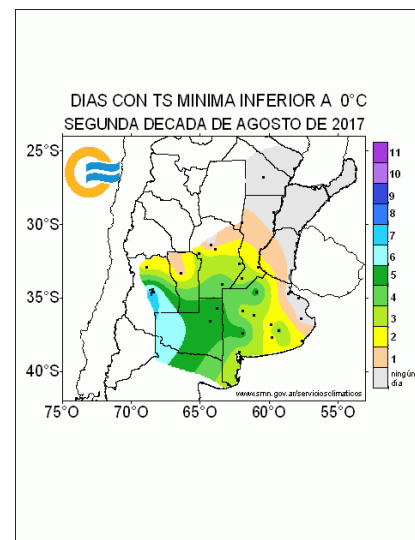 DIAS CON TS MINIMA INFERIOR A 0°C
SEGUNDA DECADA DE AGOSTO DE 2017
25°S
30°S
35°S
40°S
75°O
70°O
65°O
60°O
55°O
www.smn.gov.ar/serviciosclimaticos
11
10
9
8
7
6
5
4
3
2
1
ningún
dia